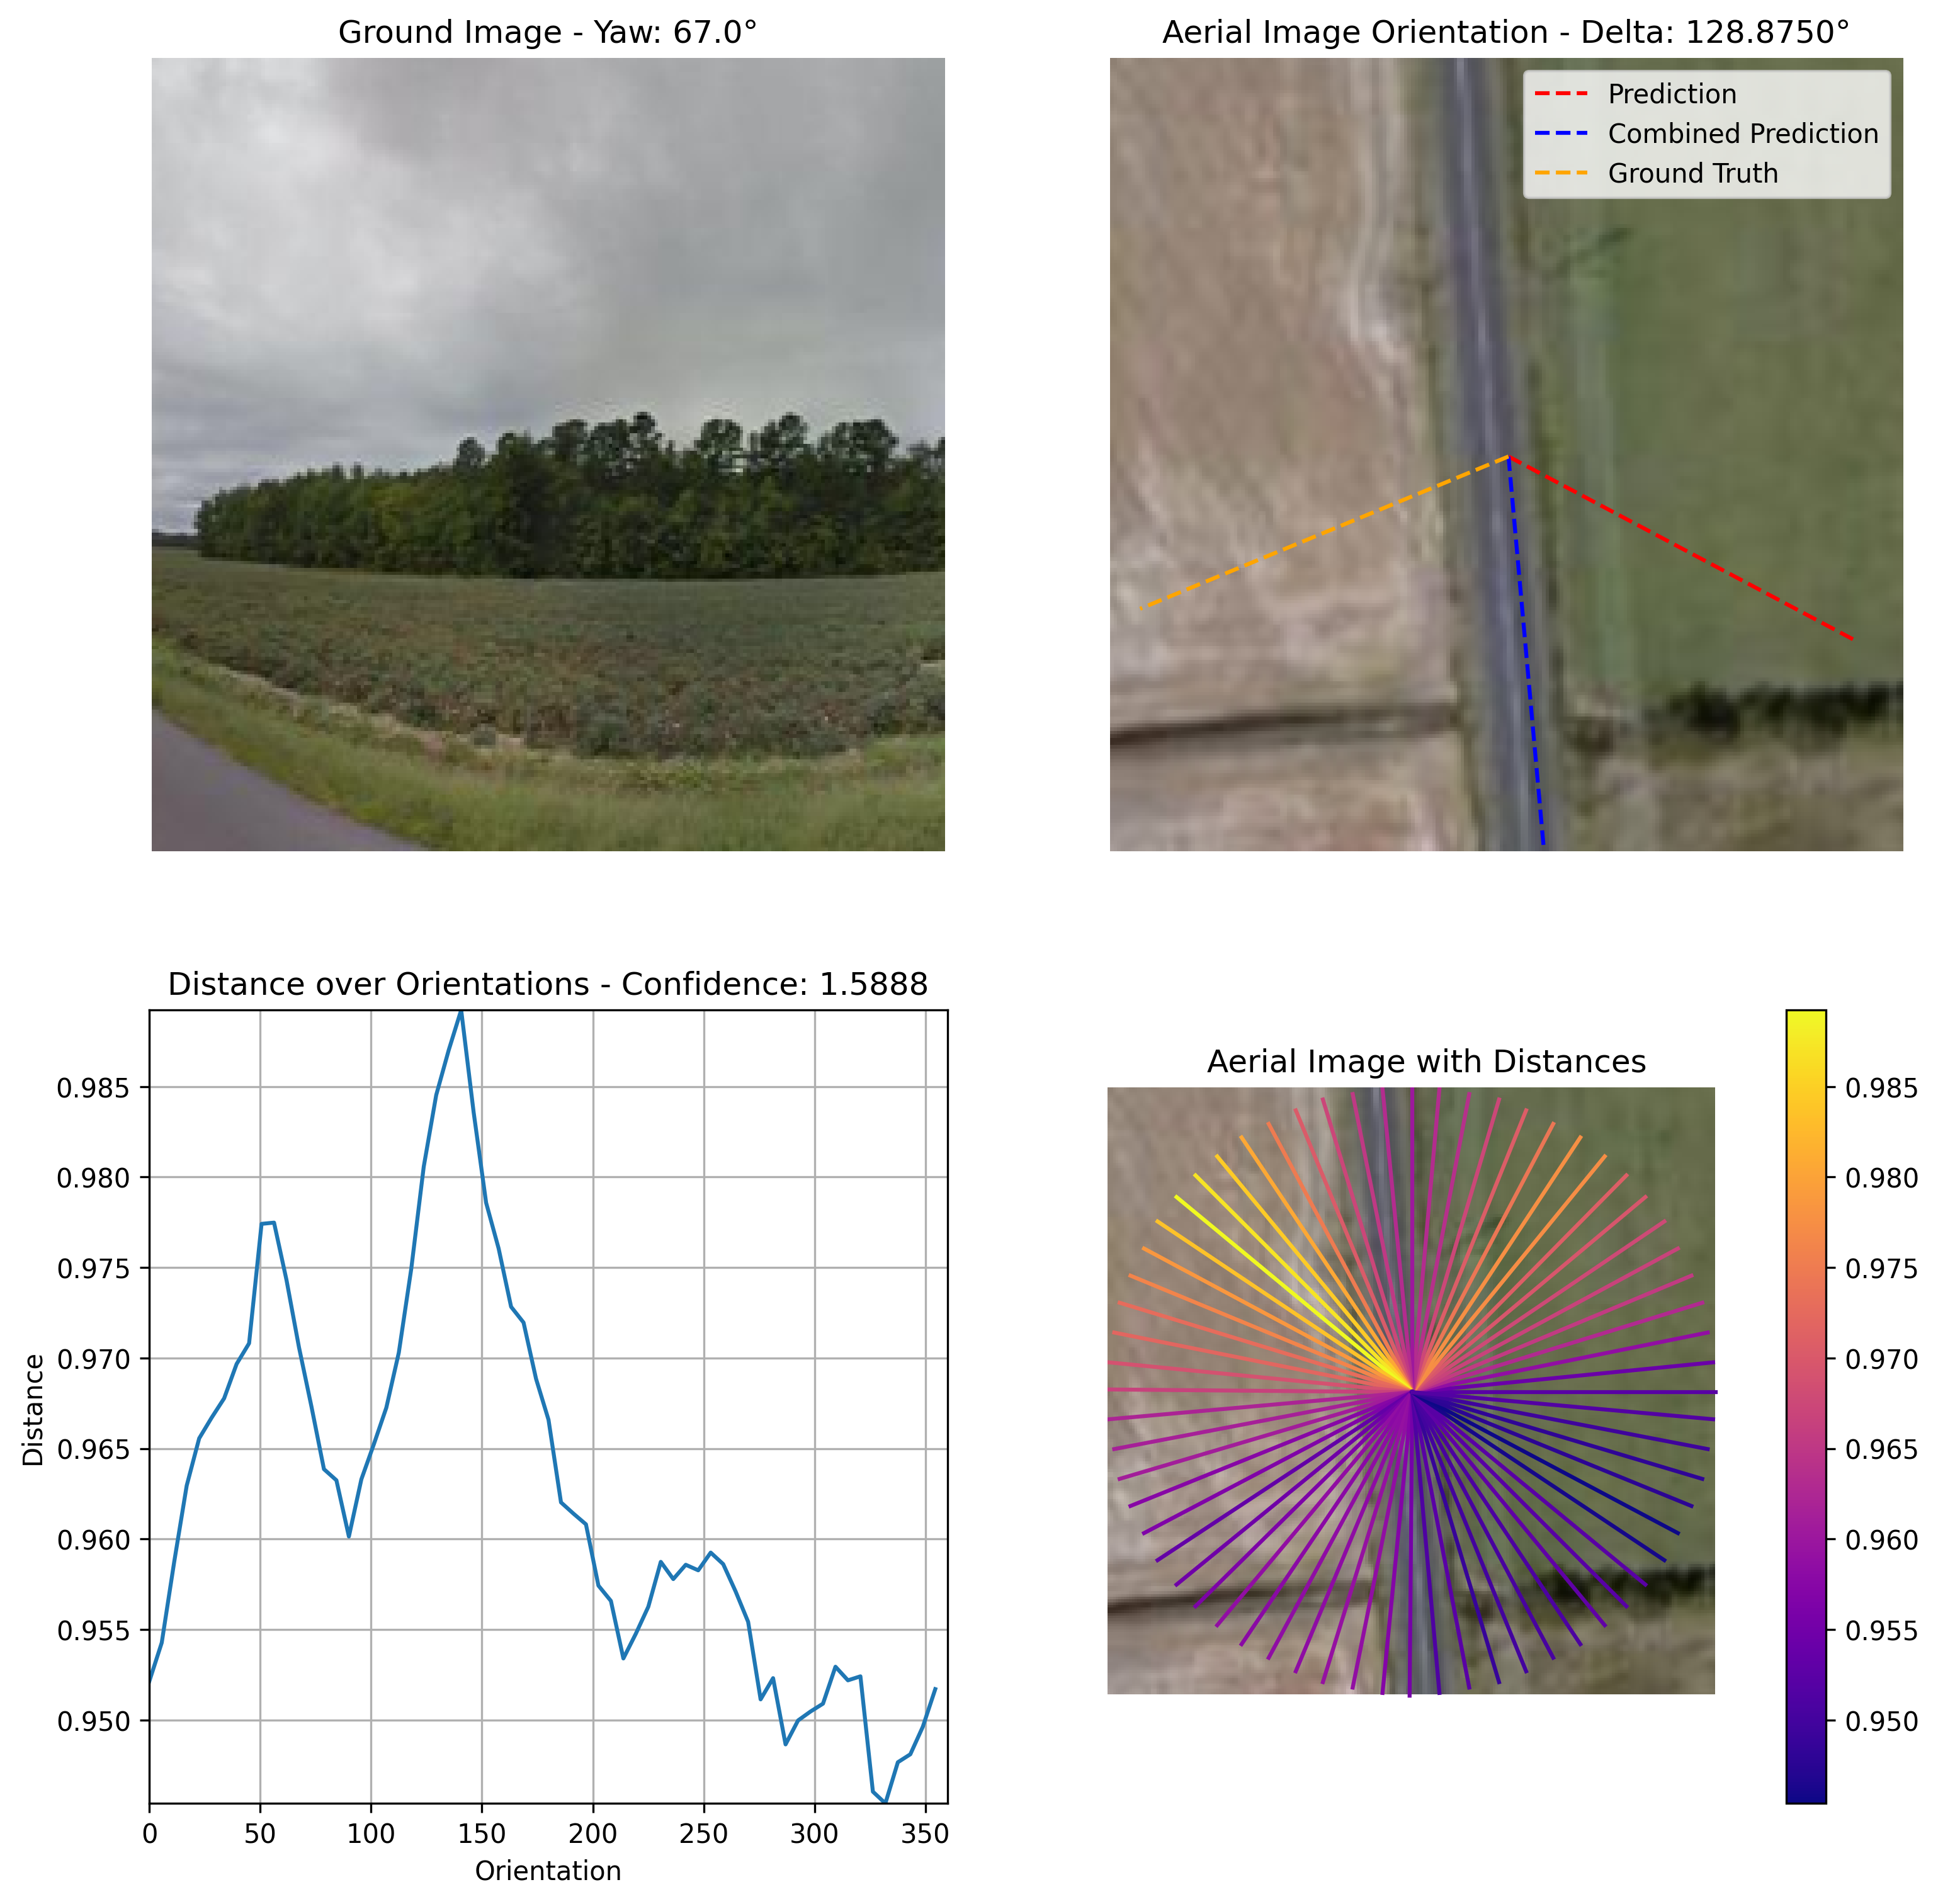 Ground Image - Yaw: 67.0°
Aerial Image Orientation - Delta: 128.8750°
Prediction
Combined Prediction
Ground Truth
Distance over Orientations - Confidence: 1.5888
0.985
0.980
0.975
0.970
0.965
0.960
0.955
0.950
Distance
0 50 100 150 200 250 300 350
Orientation
Aerial Image with Distances
0.985
0.980
0.975
0.970
0.965
0.960
0.955
0.950